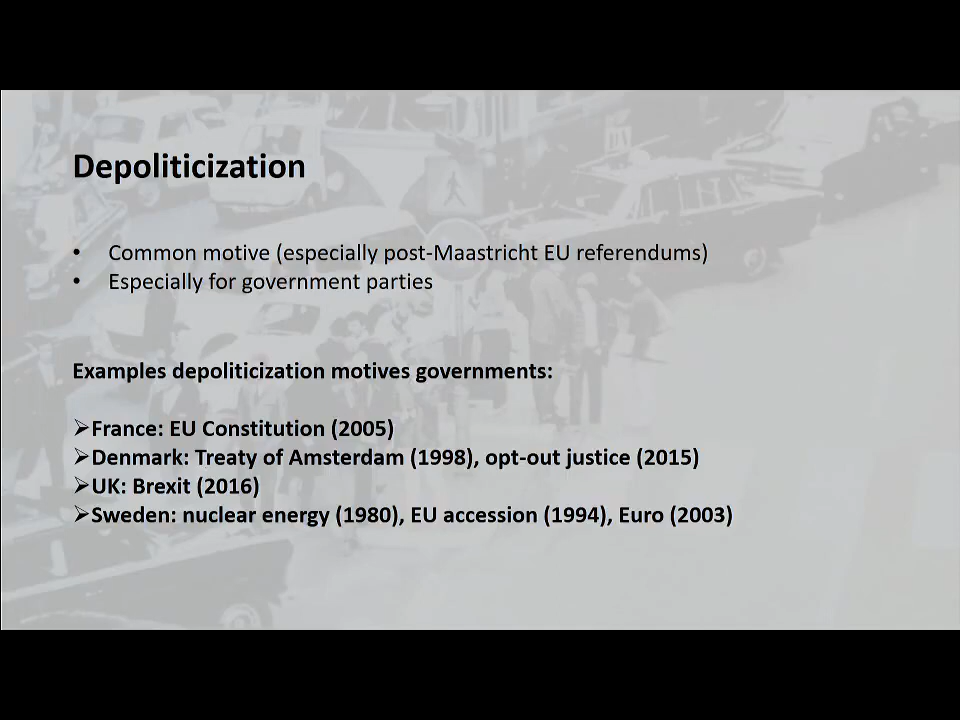 Depoliticization
• Common motive (especially post-Maastricht EU referendums)
• Especially for government parties
Examples depoliticization motives governments:
➢France: EU Constitution (2005)
➢Denmark: Treaty of Amsterdam (1998), opt-out justice (2015)
➢UK: Brexit (2016)
➢Sweden: nuclear energy (1980), EU accession (1994), Euro (2003)